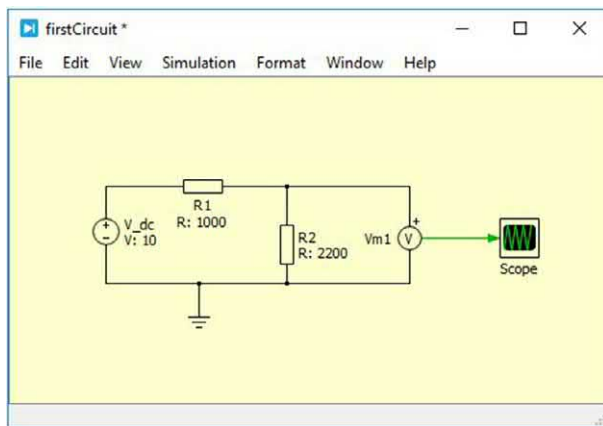 firstCircuit *
File Edit View Simulation Format Window Help
R1
R: 1000
+
V_dc
V: 10
R2
R: 2200
+
Vm1
V
Scope